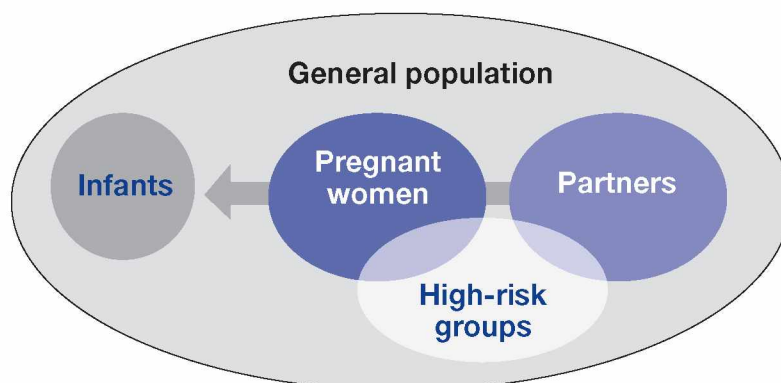 General population
Infants
Pregnant
women
Partners
High-risk
groups